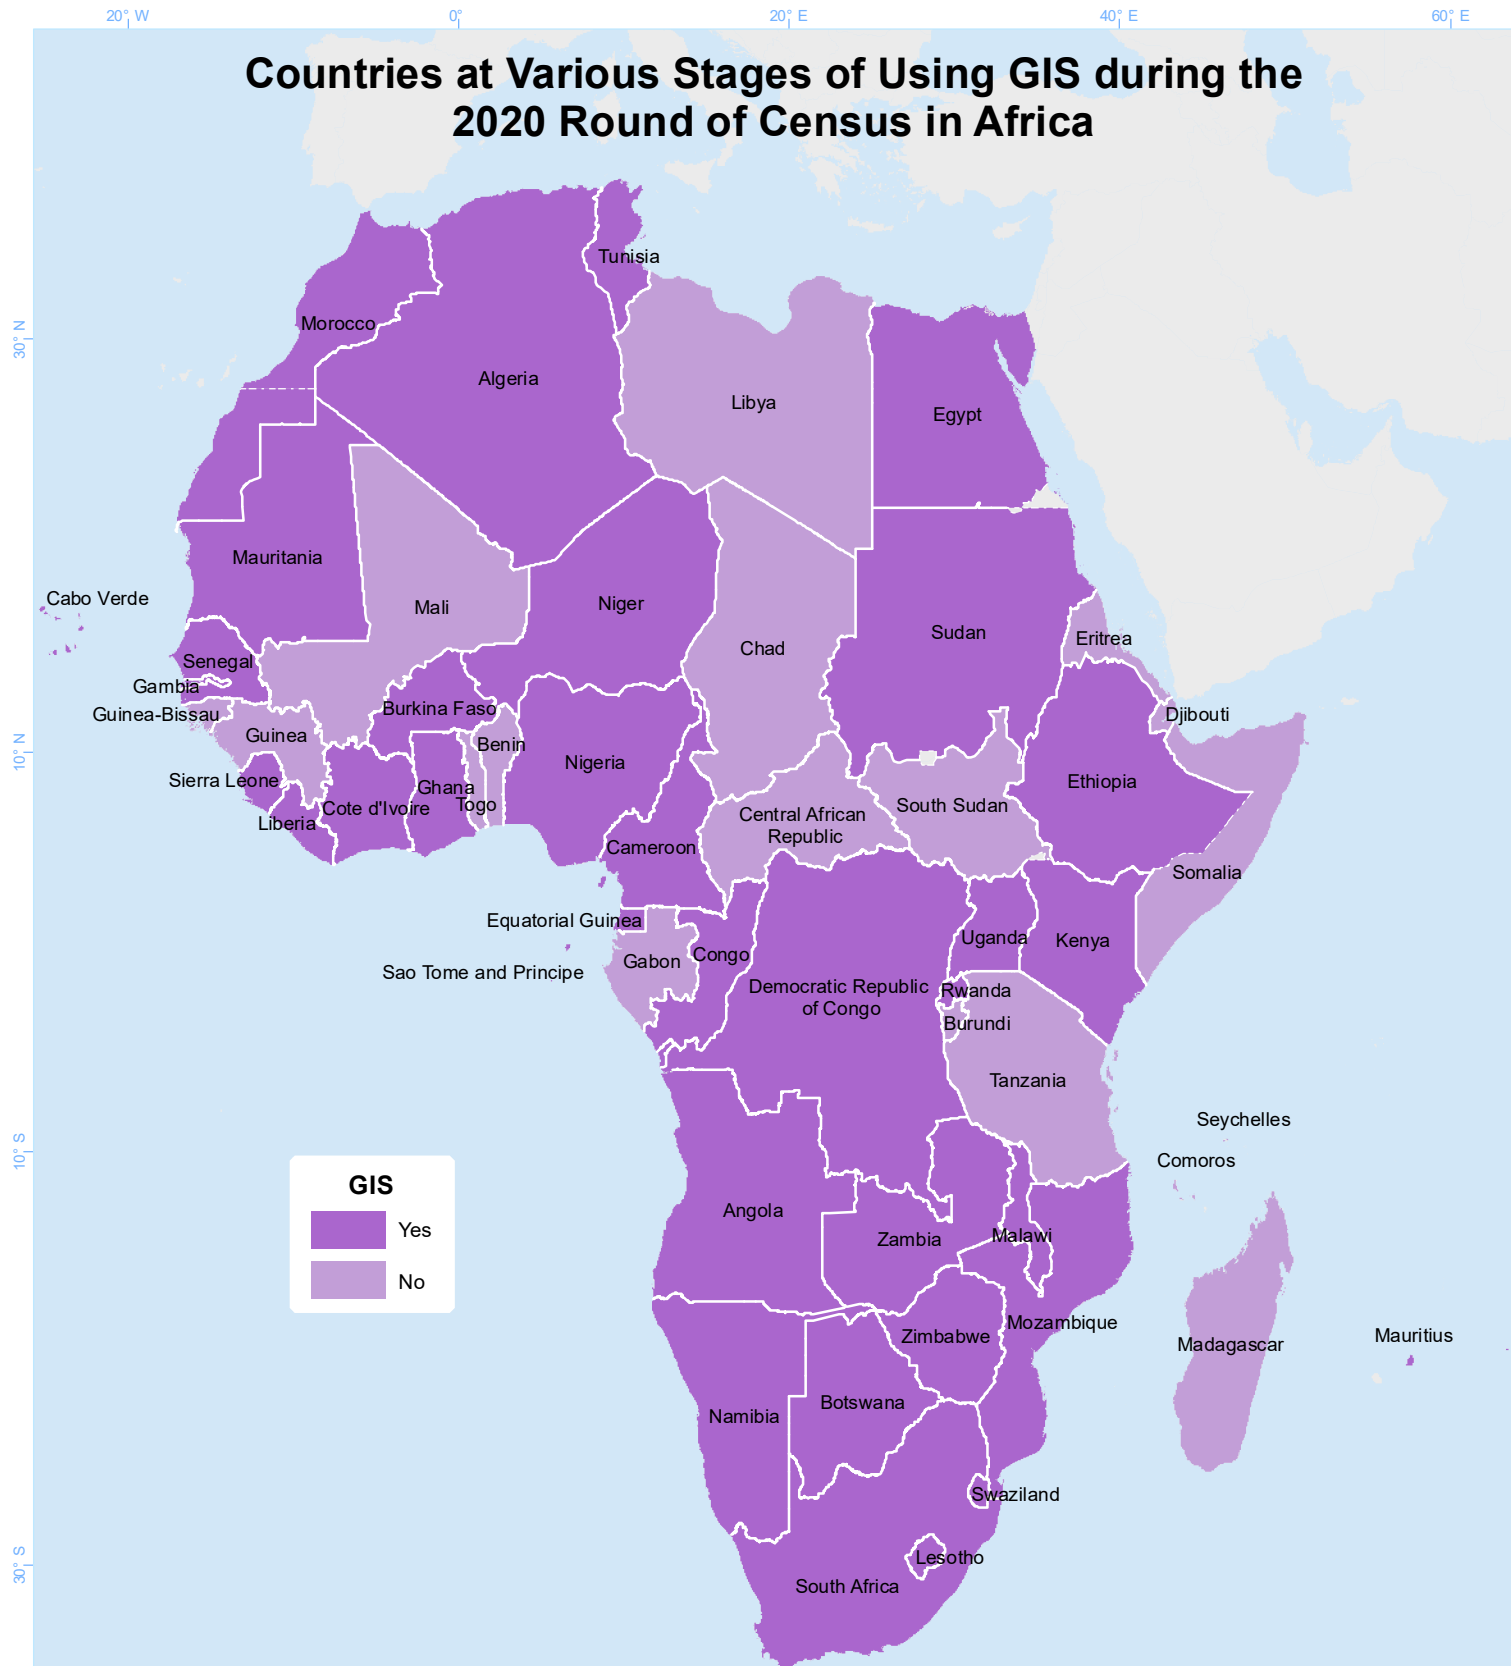 20° W
0°
20° E
40° E
60° E
Countries at Various Stages of Using GIS during the
2020 Round of Census in Africa
Tunisia
Morocco
30° N
Algeria
Libya
Egypt
Mauritania
Cabo Verde
Mali
Niger
Sudan
Eritrea
Chad
Senegal
Gambia
Guinea-Bissau
Burkina Faso
Djibouti
Guinea
Benin
10° N
Nigeria
Sierra Leone
Ghana
Ethiopia
Togo
South Sudan
Cote d'Ivoire
Liberia
Central African
Republic
Cameroon
Somalia
Equatorial Guinea
Uganda
Kenya
Congo
Gabon
Sao Tome and Principe
Democratic Republic
of Congo
Rwanda
Burundi
Tanzania
Seychelles
10° S
Comoros
GIS
Yes
No
Angola
Malawi
Zambia
Mozambique
Zimbabwe
Mauritius
Madagascar
Botswana
Namibia
Swaziland
30° S
Lesotho
South Africa